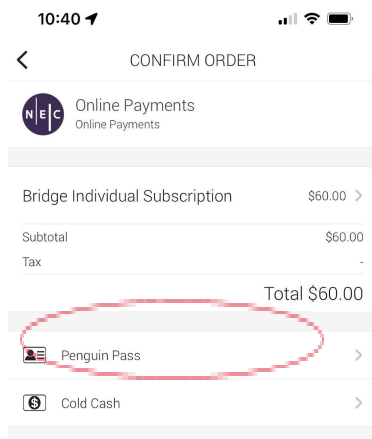 10:40
CONFIRM ORDER
N|E|C
Online Payments
Online Payments
Bridge Individual Subscription $60.00
Subtotal $60.00
Tax -
Total $60.00
Penguin Pass
Cold Cash